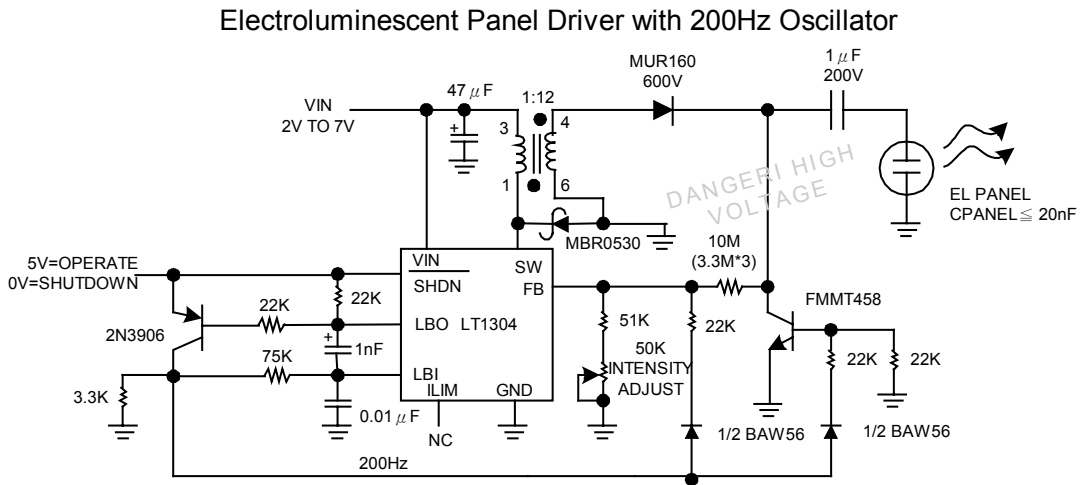 Electroluminescent Panel Driver with 200Hz Oscillator
MUR160
600V
1μF
200V
VIN
2V TO 7V
47μF
1:12
3
4
1
6
DANGER! HIGH
VOLTAGE
EL PANEL
CPANEL≦ 20nF
MBR0530
10M
(3.3M*3)
5V=OPERATE
0V=SHUTDOWN
VIN
SW
SHDN
FB
LBO
LT1304
LBI
ILIM
GND
22K
22K
2N3906
1nF
75K
3.3K
0.01μF
NC
51K
50K
INTENSITY
ADJUST
22K
FMMT458
22K
22K
1/2 BAW56
1/2 BAW56
200Hz